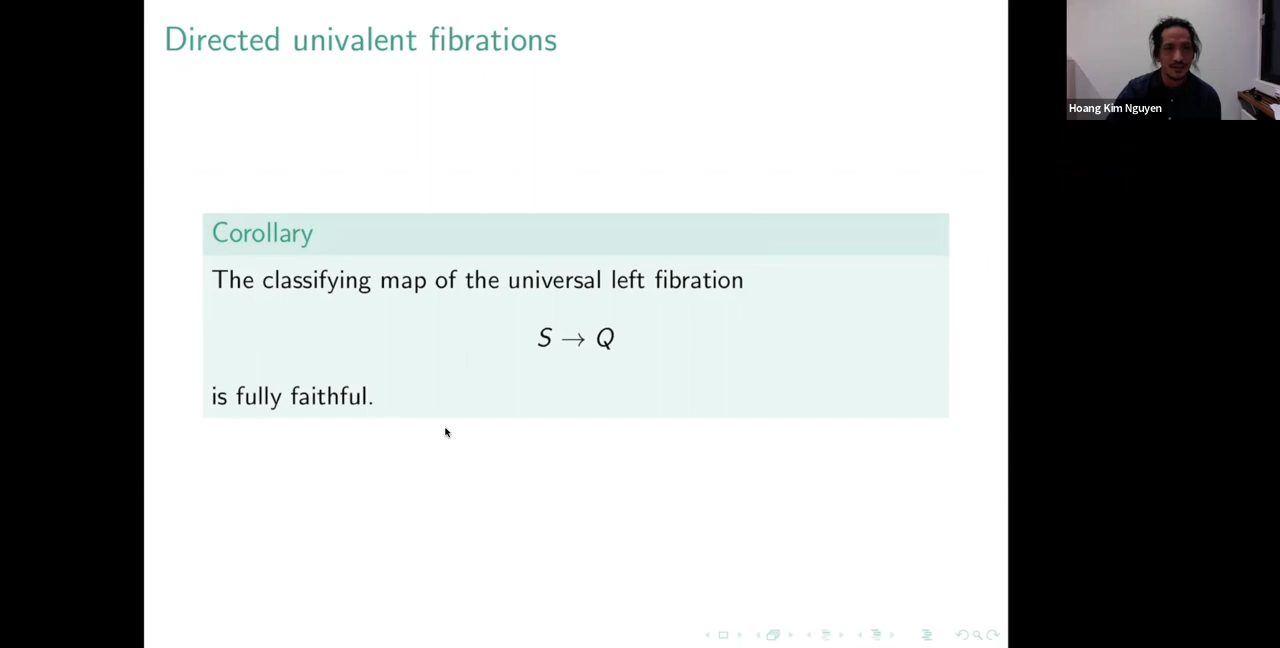 Directed univalent fibrations
Corollary
The classifying map of the universal left fibration
S → Q
is fully faithful.
Hoang Kim Nguyen